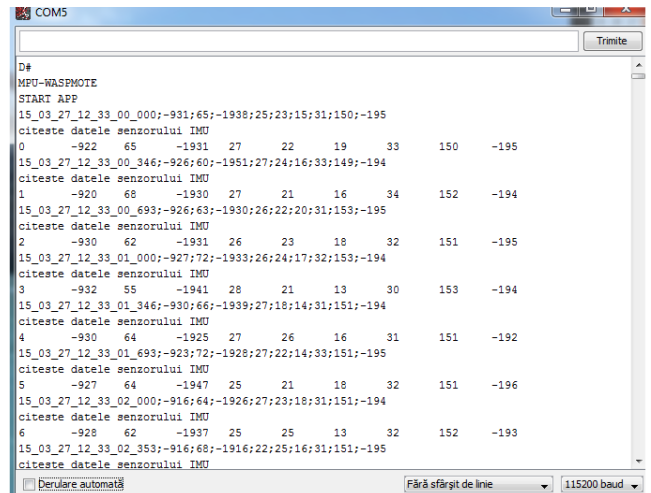 COM5
Trimite
D#
MPU-WASPMOTE
START APP
15_03_27_12_33_00_000;-931;65;-1938;25;23;15;31;150;-195
citeste datele senzorului IMU
0 -922 65 -1931 27 22 19 33 150 -195
15_03_27_12_33_00_346;-926;60;-1951;27;24;16;33;149;-194
citeste datele senzorului IMU
1 -920 68 -1930 27 21 16 34 152 -194
15_03_27_12_33_00_693;-926;63;-1930;26;22;20;31;153;-195
citeste datele senzorului IMU
2 -930 62 -1931 26 23 18 32 151 -195
15_03_27_12_33_01_000;-927;72;-1933;26;24;17;32;153;-194
citeste datele senzorului IMU
3 -932 55 -1941 28 21 13 30 153 -194
15_03_27_12_33_01_346;-930;66;-1939;27;18;14;31;151;-194
citeste datele senzorului IMU
4 -930 64 -1925 27 26 16 31 151 -192
15_03_27_12_33_01_693;-923;72;-1928;27;22;14;33;151;-195
citeste datele senzorului IMU
5 -927 64 -1947 25 21 18 32 151 -196
15_03_27_12_33_02_000;-916;64;-1926;27;23;18;31;151;-194
citeste datele senzorului IMU
6 -928 62 -1937 25 25 13 32 152 -193
15_03_27_12_33_02_353;-916;68;-1916;22;25;16;31;151;-195
citeste datele senzorului IMU
Derulare automată Fără sfârşit de linie 115200 baud